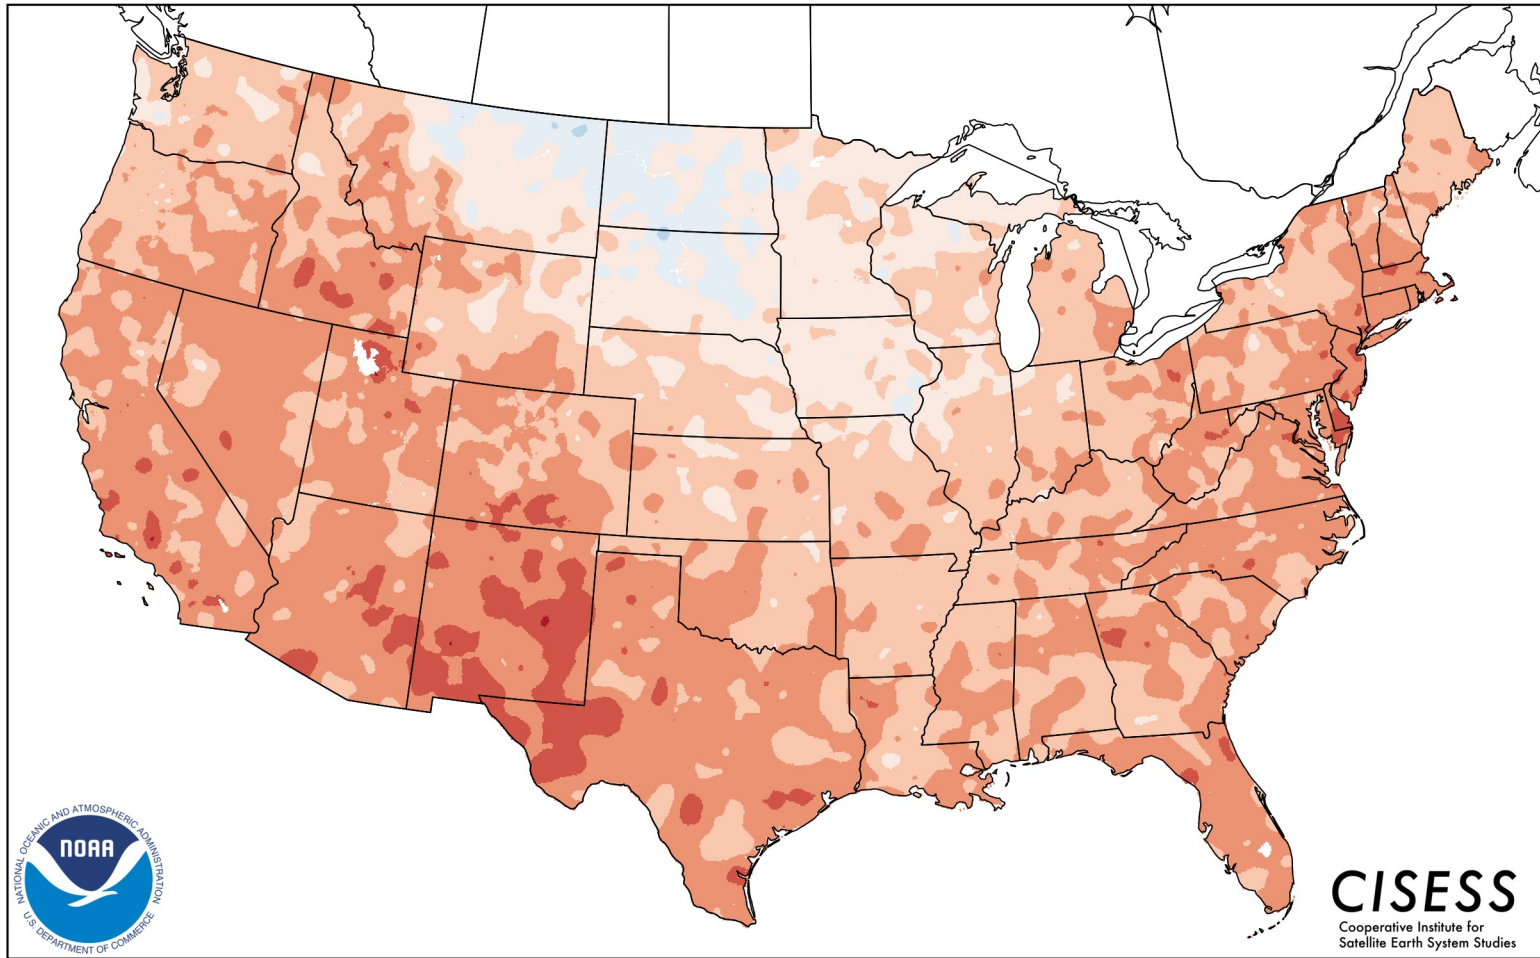 NATIONAL OCEANIC AND ATMOSPHERIC ADMINISTRATION
NOAA
U.S. DEPARTMENT OF COMMERCE
CISESS
Cooperative Institute for
Satellite Earth System Studies